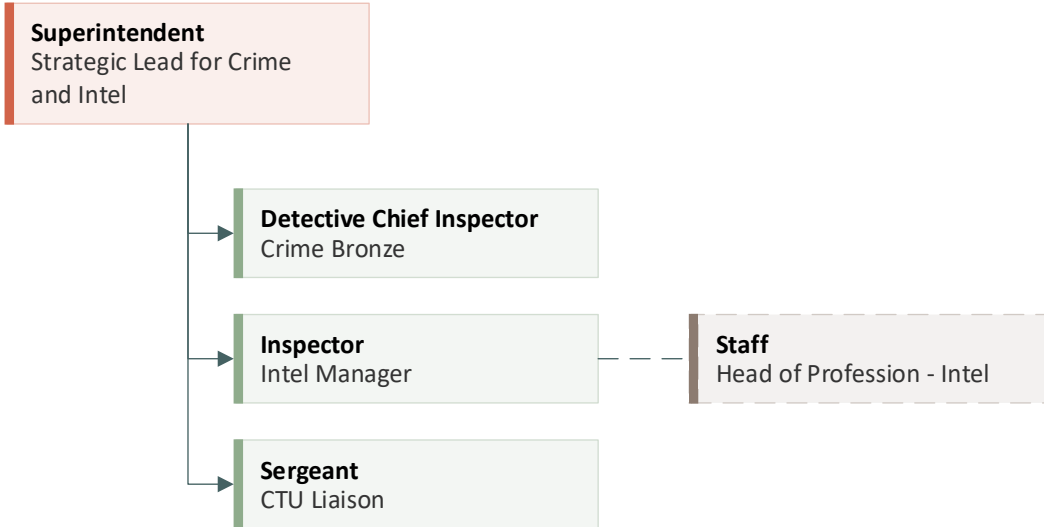 Superintendent
Strategic Lead for Crime
and Intel
Detective Chief Inspector
Crime Bronze
Inspector
Intel Manager
Staff
Head of Profession - Intel
Sergeant
CTU Liaison